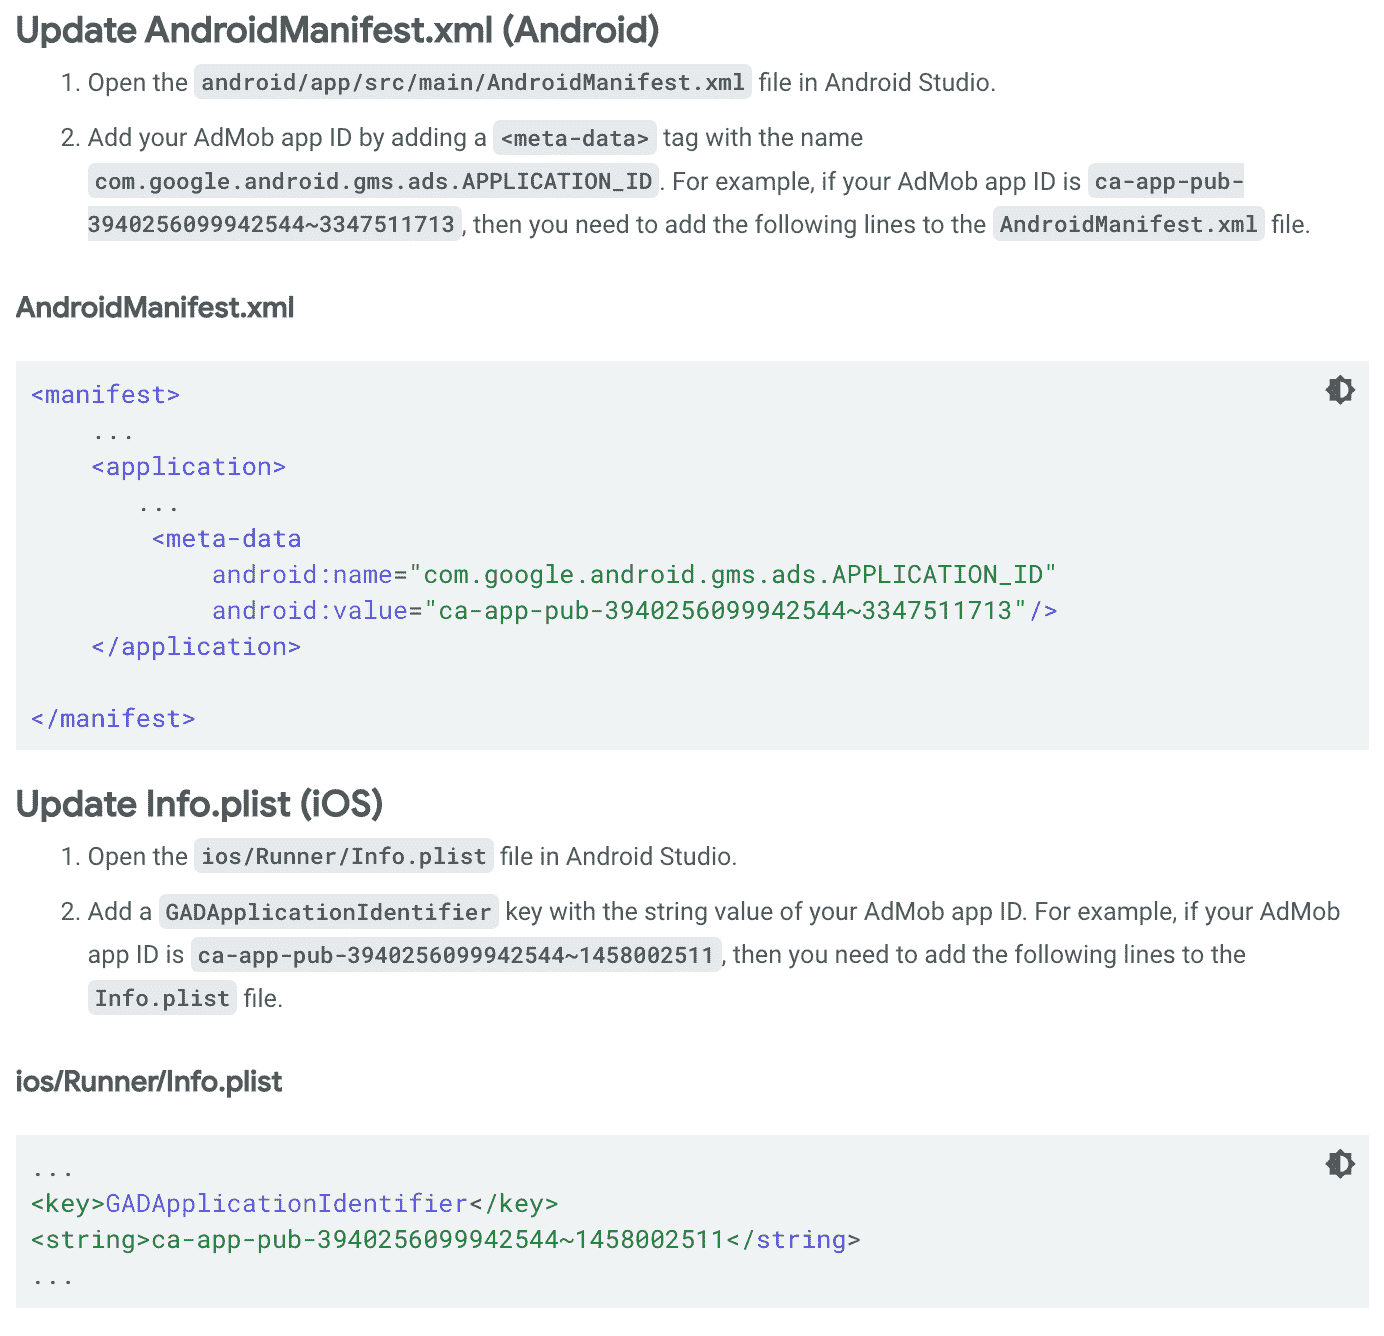 Update AndroidManifest.xml (Android)
1. Open the android/app/src/main/AndroidManifest.xml file in Android Studio.
2. Add your AdMob app ID by adding a <meta-data> tag with the name
com.google.android.gms.ads.APPLICATION_ID. For example, if your AdMob app ID is ca-app-pub-
3940256099942544~3347511713, then you need to add the following lines to the AndroidManifest.xml file.
AndroidManifest.xml
<manifest>
    ...
    <application>
       ...
        <meta-data
            android:name="com.google.android.gms.ads.APPLICATION_ID"
            android:value="ca-app-pub-3940256099942544~3347511713"/>
    </application>
</manifest>
Update Info.plist (iOS)
1. Open the ios/Runner/Info.plist file in Android Studio.
2. Add a GADApplicationIdentifier key with the string value of your AdMob app ID. For example, if your AdMob
app ID is ca-app-pub-3940256099942544~1458002511, then you need to add the following lines to the
Info.plist file.
ios/Runner/Info.plist
...
<key>GADApplicationIdentifier</key>
<string>ca-app-pub-3940256099942544~1458002511</string>
...